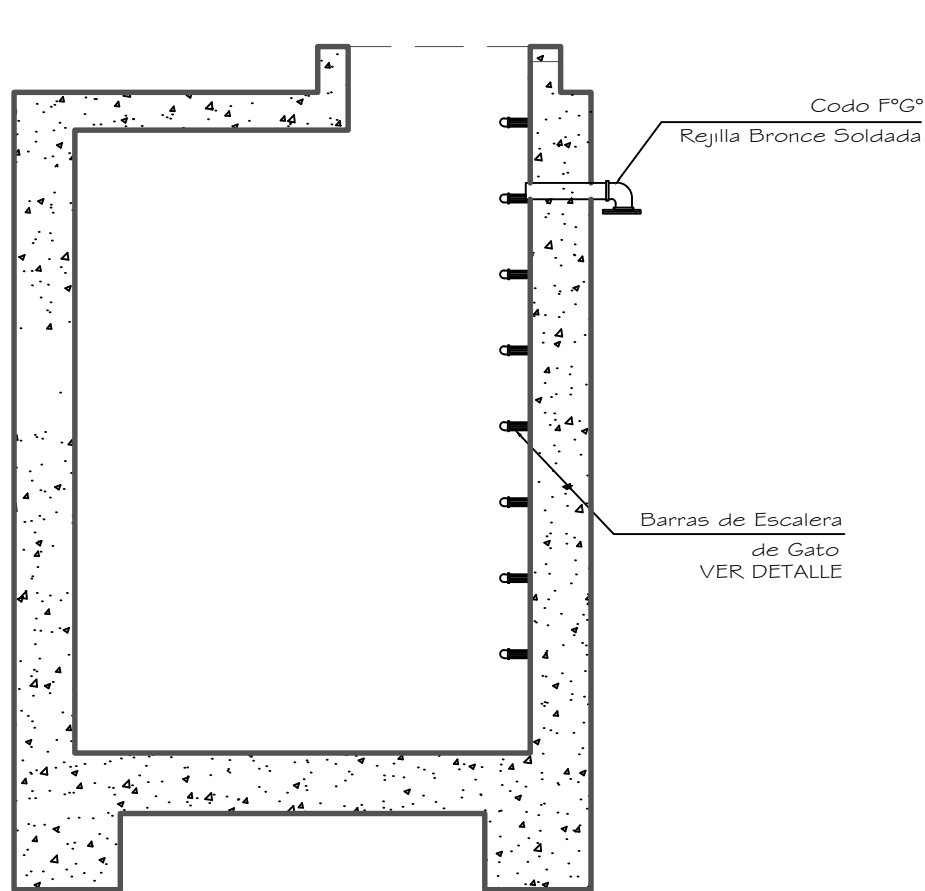 Codo F°G°
Rejilla Bronce Soldada
Barras de Escalera
de Gato
VER DETALLE